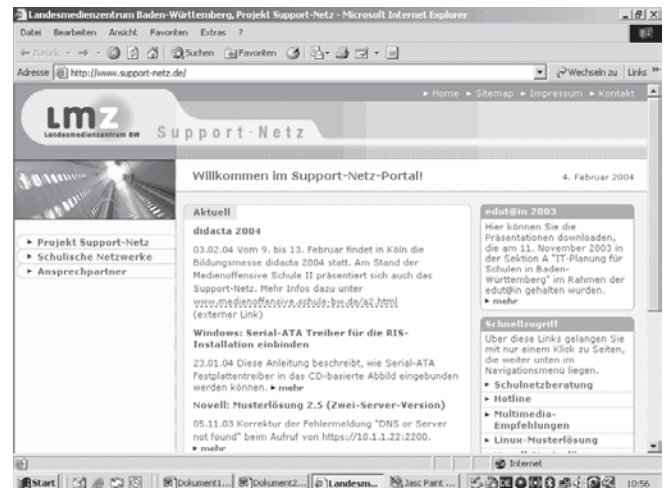 Landesmedienzentrum Baden-Württemberg, Projekt Support-Netz - Microsoft Internet Explorer
Datei Bearbeiten Ansicht Favoriten Extras ?
Zurück Suchen Favoriten
Adresse http://www.support-netz.de/ Wechseln zu Links
Home Sitemap Impressum Kontakt
lmz
Landesmedienzentrum BW
Support-Netz
Willkommen im Support-Netz-Portal!
4. Februar 2004
Projekt Support-Netz
Schulische Netzwerke
Ansprechpartner
Aktuell
didacta 2004
03.02.04 Vom 9. bis 13. Februar findet in Köln die
Bildungsmesse didacta 2004 statt. Am Stand der
Medienoffensive Schule II präsentiert sich auch das
Support-Netz. Mehr Infos dazu unter
www.medienoffensive.schule-bw.de/a2.html
(externer Link)
Windows: Serial-ATA Treiber für die RIS-
Installation einbinden
23.01.04 Diese Anleitung beschreibt, wie Serial-ATA
Festplattentreiber in das CD-basierte Abbild eingebunden
werden können. mehr
Novell: Musterlösung 2.5 (Zwei-Server-Version)
05.11.03 Korrektur der Fehlermeldung "DNS or Server
not found" beim Aufruf von https://10.1.1.22:2200.
mehr
edut@in 2003
Hier können Sie die
Präsentationen downloaden,
die am 11. November 2003 in
der Sektion A "IT-Planung für
Schulen in Baden-
Württemberg" im Rahmen der
edut@in gehalten wurden.
mehr
Schnellzugriff
Über diese Links gelangen Sie
mit nur einem Klick zu Seiten,
die weiter unten im
Navigationsmenü liegen.
Schulnetzberatung
Hotline
Multimedia-
Empfehlungen
Linux-Musterlösung
Internet
Start Dokument1... Dokument2... Landesm... Jasc Paint ... 10:56